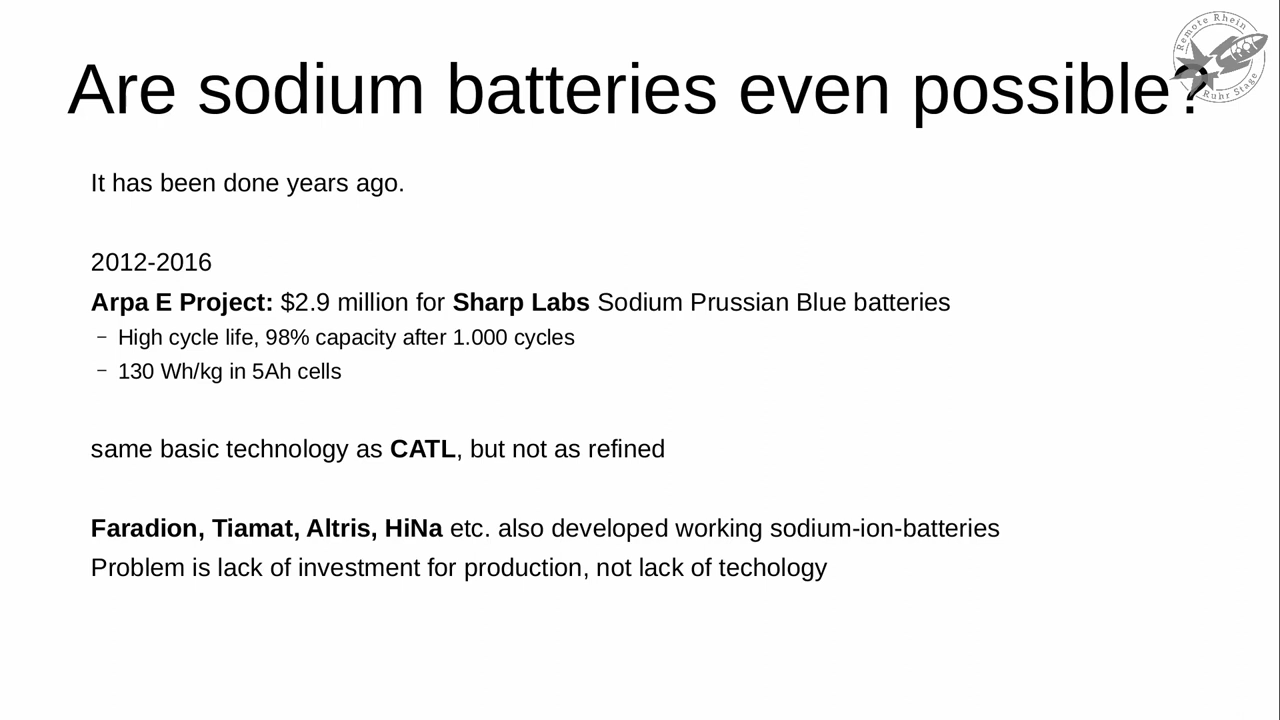 Are sodium batteries even possible?
Remote Rhein
Ruhr Stage
It has been done years ago.
2012-2016
Arpa E Project: $2.9 million for Sharp Labs Sodium Prussian Blue batteries
– High cycle life, 98% capacity after 1.000 cycles
– 130 Wh/kg in 5Ah cells
same basic technology as CATL, but not as refined
Faradion, Tiamat, Altris, HiNa etc. also developed working sodium-ion-batteries
Problem is lack of investment for production, not lack of techology